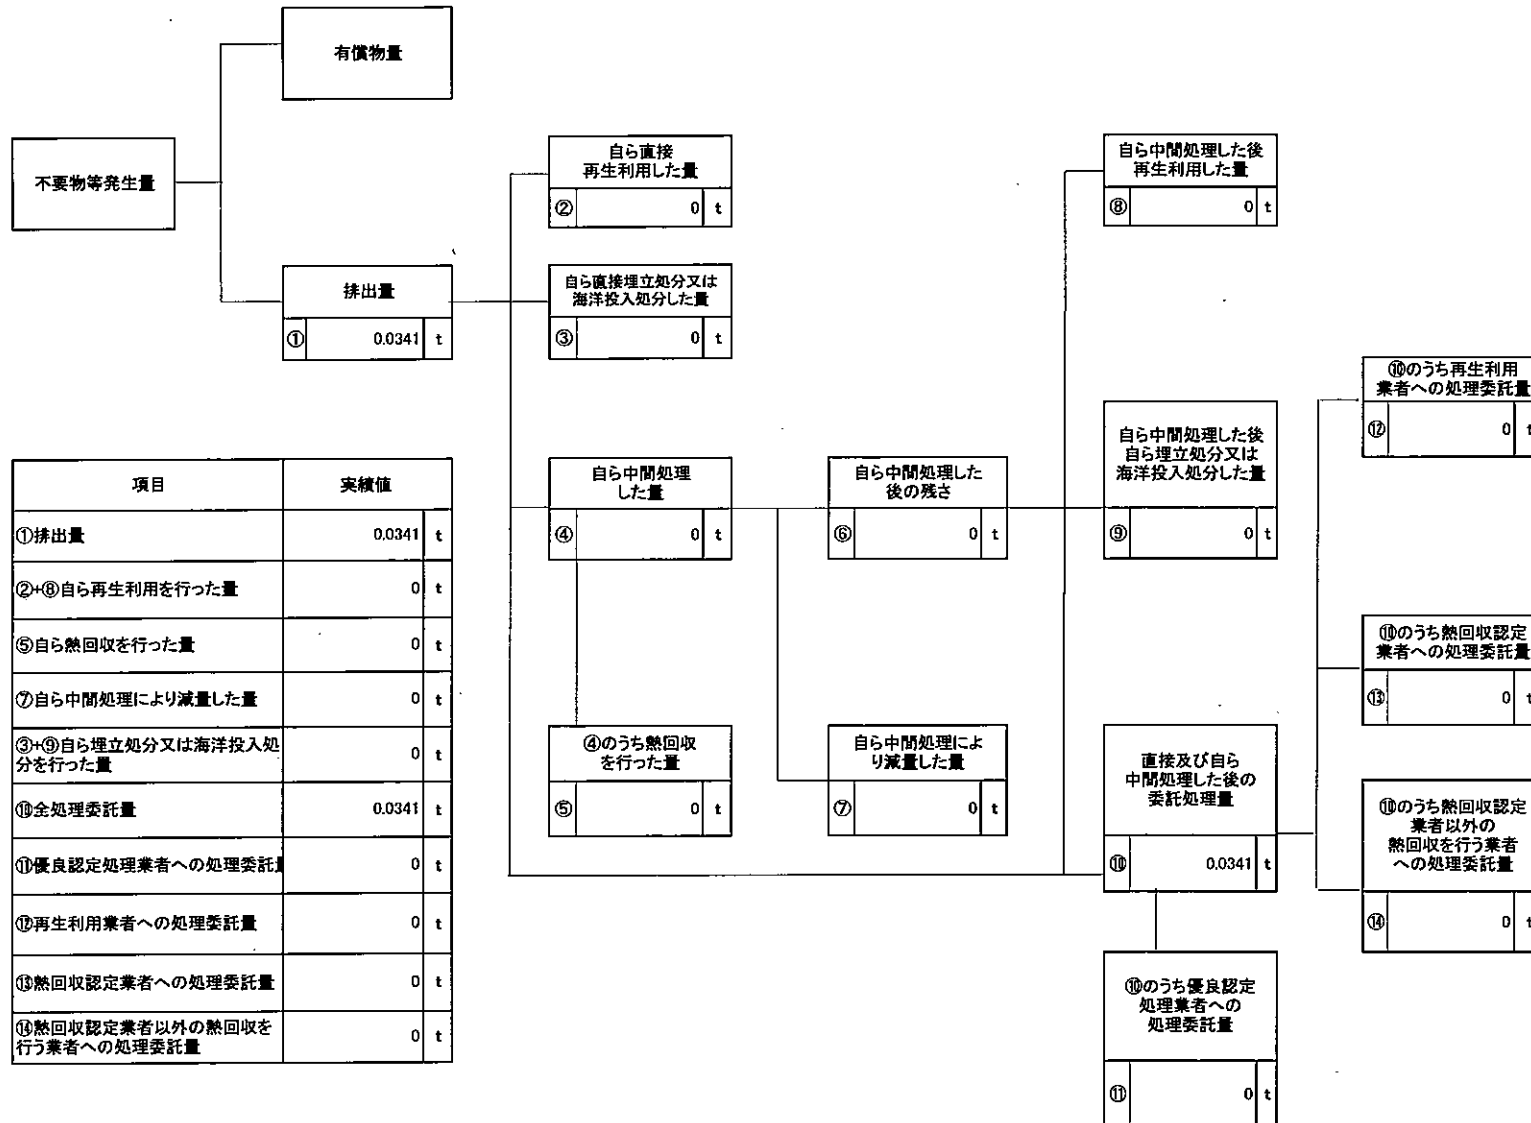 有償物量
不要物等発生量
排出量
① 0.0341 t
自ら直接
再生利用した量
② 0 t
自ら直接埋立処分又は
海洋投入処分した量
③ 0 t
自ら中間処理
した量
④ 0 t
④のうち熱回収
を行った量
⑤ 0 t
自ら中間処理した
後の残さ
⑥ 0 t
自ら中間処理によ
り減量した量
⑦ 0 t
自ら中間処理した後
再生利用した量
⑧ 0 t
自ら中間処理した後
自ら埋立処分又は
海洋投入処分した量
⑨ 0 t
直接及び自ら
中間処理した後の
委託処理量
⑩ 0.0341 t
⑩のうち優良認定
処理業者への
処理委託量
⑪ 0 t
⑩のうち再生利用
業者への処理委託量
⑫ 0 t
⑩のうち熱回収認定
業者への処理委託量
⑬ 0 t
⑩のうち熱回収認定
業者以外の
熱回収を行う業者
への処理委託量
⑭ 0 t
項目 実績値
①排出量 0.0341 t
②+⑧自ら再生利用を行った量 0 t
⑤自ら熱回収を行った量 0 t
⑦自ら中間処理により減量した量 0 t
③+⑨自ら埋立処分又は海洋投入処
分を行った量 0 t
⑩全処理委託量 0.0341 t
⑪優良認定処理業者への処理委託量 0 t
⑫再生利用業者への処理委託量 0 t
⑬熱回収認定業者への処理委託量 0 t
⑭熱回収認定業者以外の熱回収を
行う業者への処理委託量 0 t